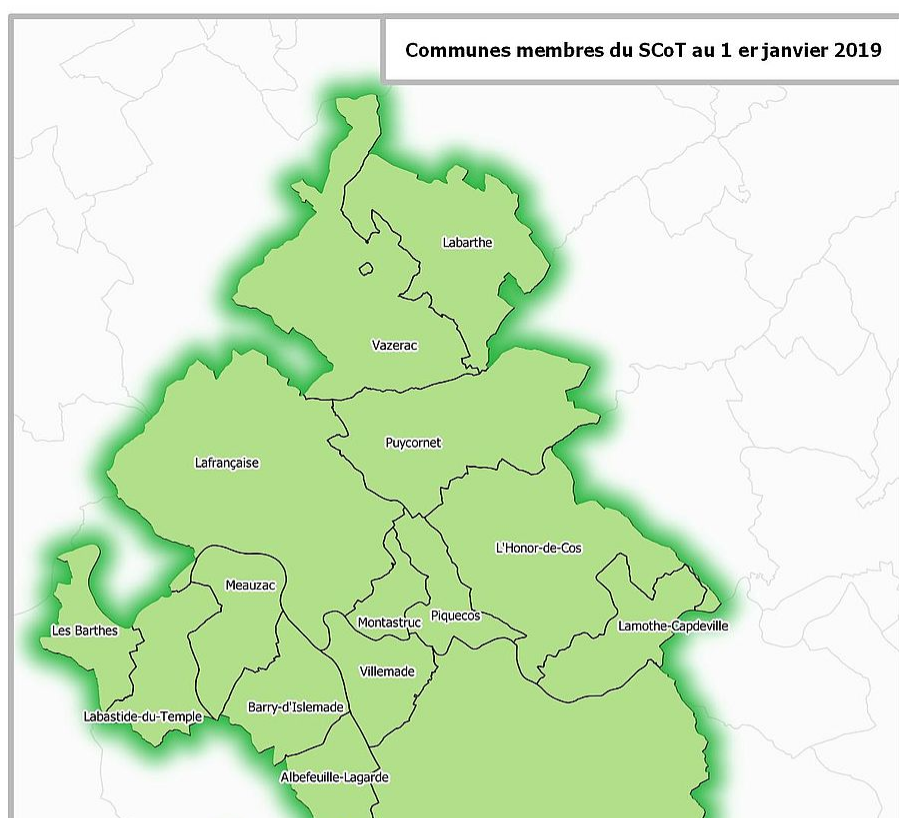 Communes membres du SCoT au 1 er janvier 2019
Labarthe
Vazerac
Puycornet
Lafrançaise
L'Honor-de-Cos
Meauzac
Montastruc
Piquecos
Lamothe-Capdeville
Les Barthes
Villemade
Barry-d'Islemade
Labastide-du-Temple
Albefeuille-Lagarde